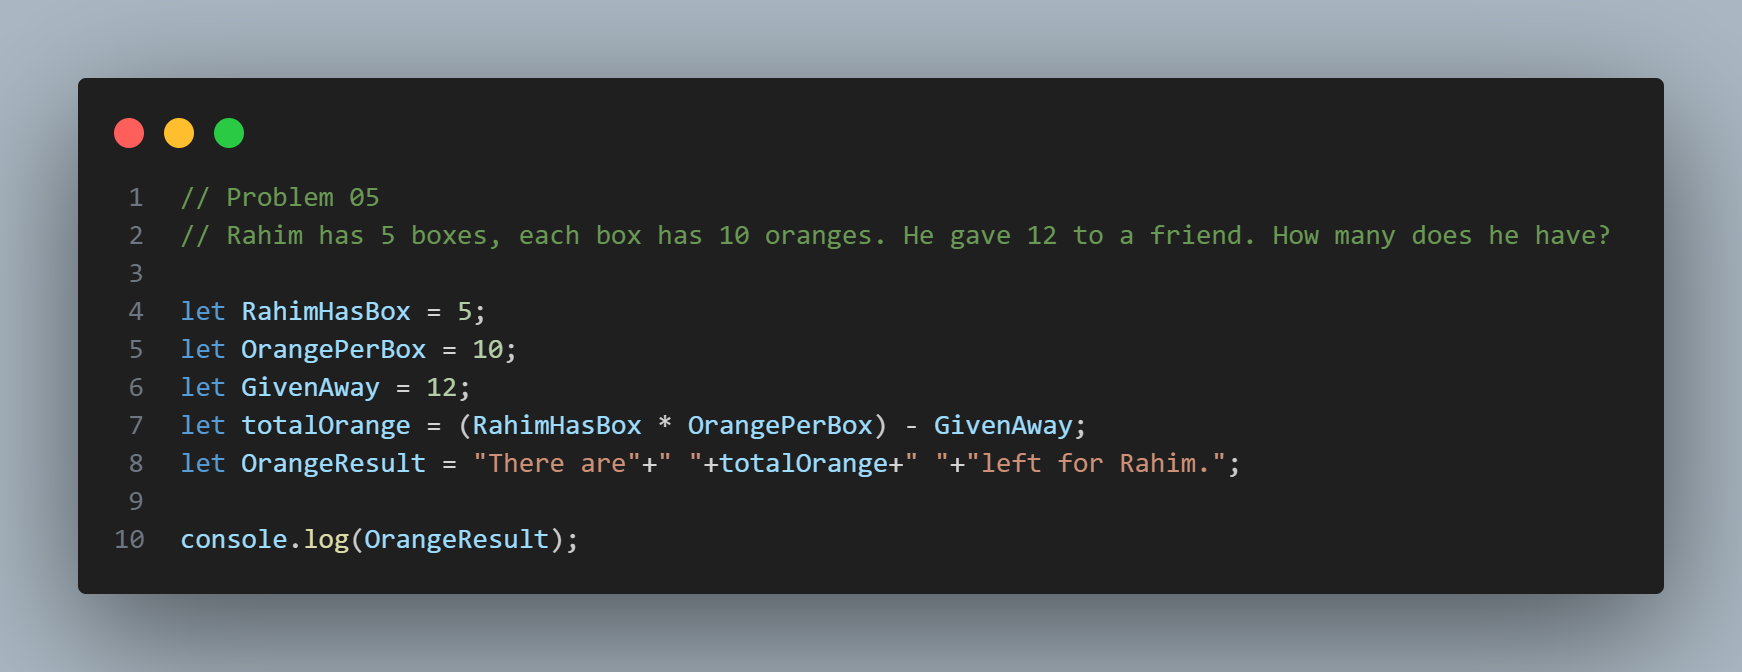 1 // Problem 05
2 // Rahim has 5 boxes, each box has 10 oranges. He gave 12 to a friend. How many does he have?
3
4 let RahimHasBox = 5;
5 let OrangePerBox = 10;
6 let GivenAway = 12;
7 let totalOrange = (RahimHasBox * OrangePerBox) - GivenAway;
8 let OrangeResult = "There are"+" "+totalOrange+" "+"left for Rahim.";
9
10 console.log(OrangeResult);